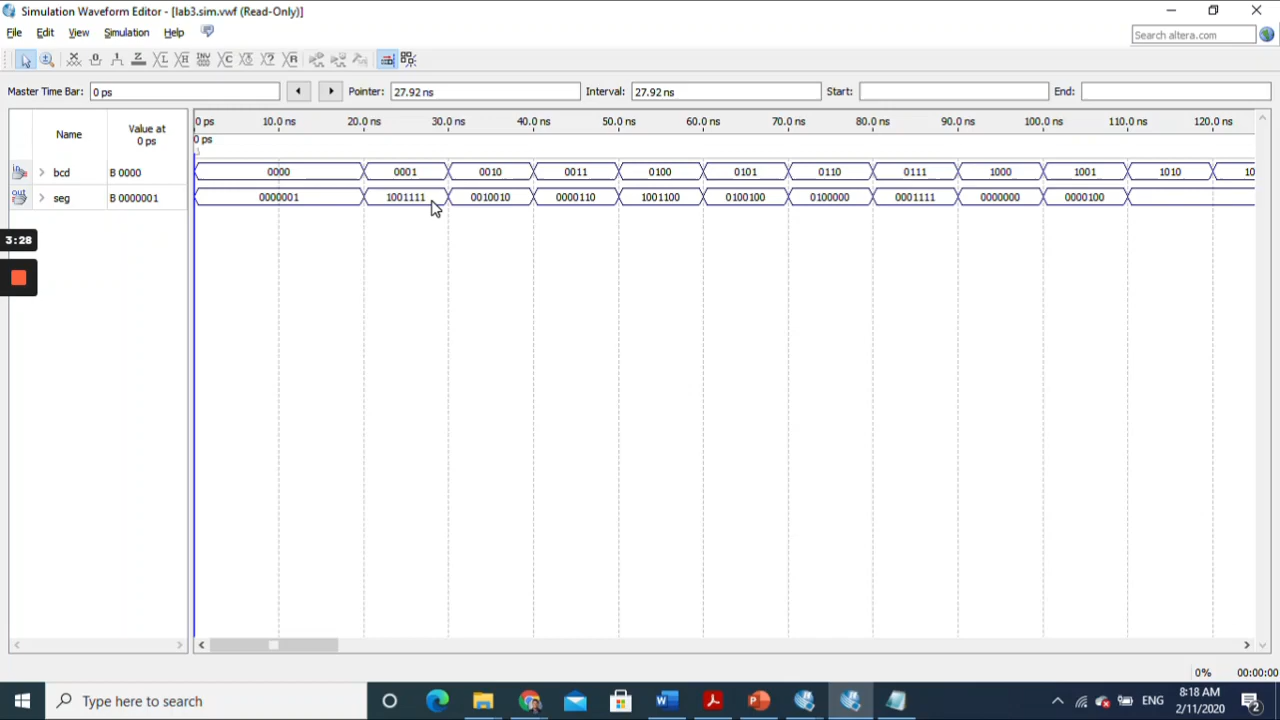 Simulation Waveform Editor - [lab3.sim.vwf (Read-Only)]
File Edit View Simulation Help
Search altera.com
Master Time Bar: 0 ps Pointer: 27.92 ns Interval: 27.92 ns Start: End:
Name Value at 0 ps
0 ps 10.0 ns 20.0 ns 30.0 ns 40.0 ns 50.0 ns 60.0 ns 70.0 ns 80.0 ns 90.0 ns 100.0 ns 110.0 ns 120.0 ns
0 ps
bcd B 0000 0000 0001 0010 0011 0100 0101 0110 0111 1000 1001 1010 10
seg B 0000001 0000001 1001111 0010010 0000110 1001100 0100100 0100000 0001111 0000000 0000100
3:28
0% 00:00:00
Type here to search
ENG
8:18 AM
2/11/2020
2